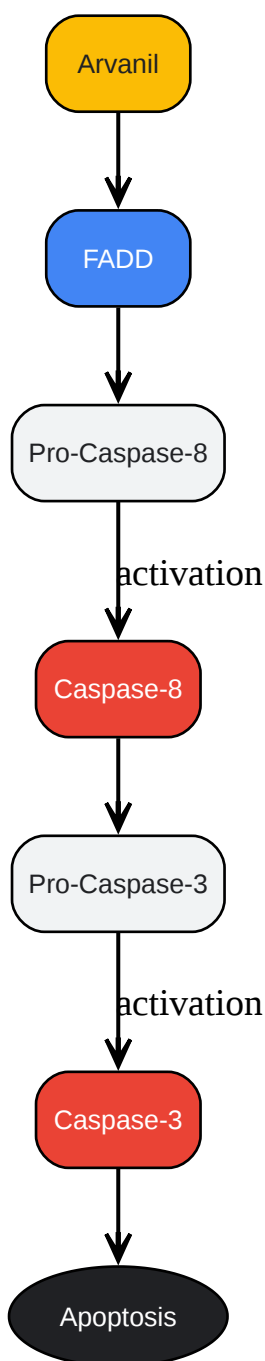 Arvanil
FADD
Pro-Caspase-8
activation
Caspase-8
Pro-Caspase-3
activation
Caspase-3
Apoptosis